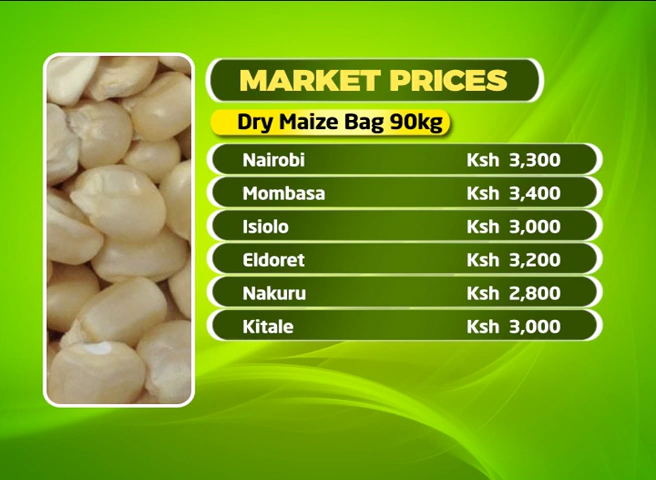 MARKET PRICES
Dry Maize Bag 90kg
Nairobi Ksh 3,300
Mombasa Ksh 3,400
Isiolo Ksh 3,000
Eldoret Ksh 3,200
Nakuru Ksh 2,800
Kitale Ksh 3,000